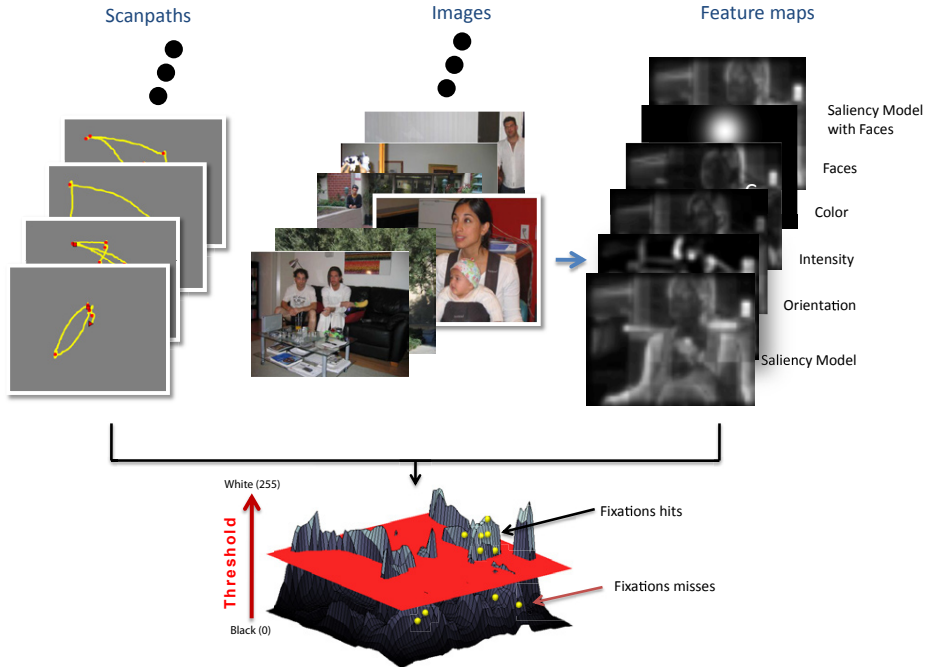 Scanpaths
Images
Feature maps
Saliency Model
with Faces
Faces
Color
Intensity
Orientation
Saliency Model
White (255)
Threshold
Black (0)
Fixations hits
Fixations misses